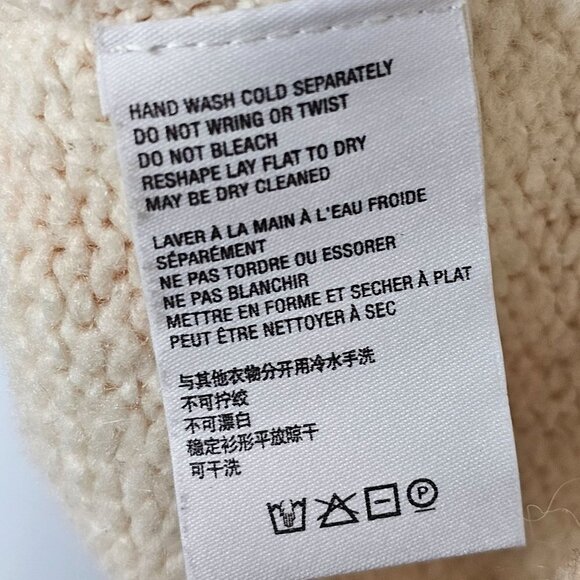 HAND WASH COLD SEPARATELY
DO NOT WRING OR TWIST
DO NOT BLEACH
RESHAPE LAY FLAT TO DRY
MAY BE DRY CLEANED
LAVER À LA MAIN À L'EAU FROIDE
SÉPARÉMENT
NE PAS TORDRE OU ESSORER
NE PAS BLANCHIR
METTRE EN FORME ET SECHER À PLAT
PEUT ÊTRE NETTOYER À SEC
与其他衣物分开用冷水手洗
不可拧绞
不可漂白
稳定衫形平放晾干
可干洗
P